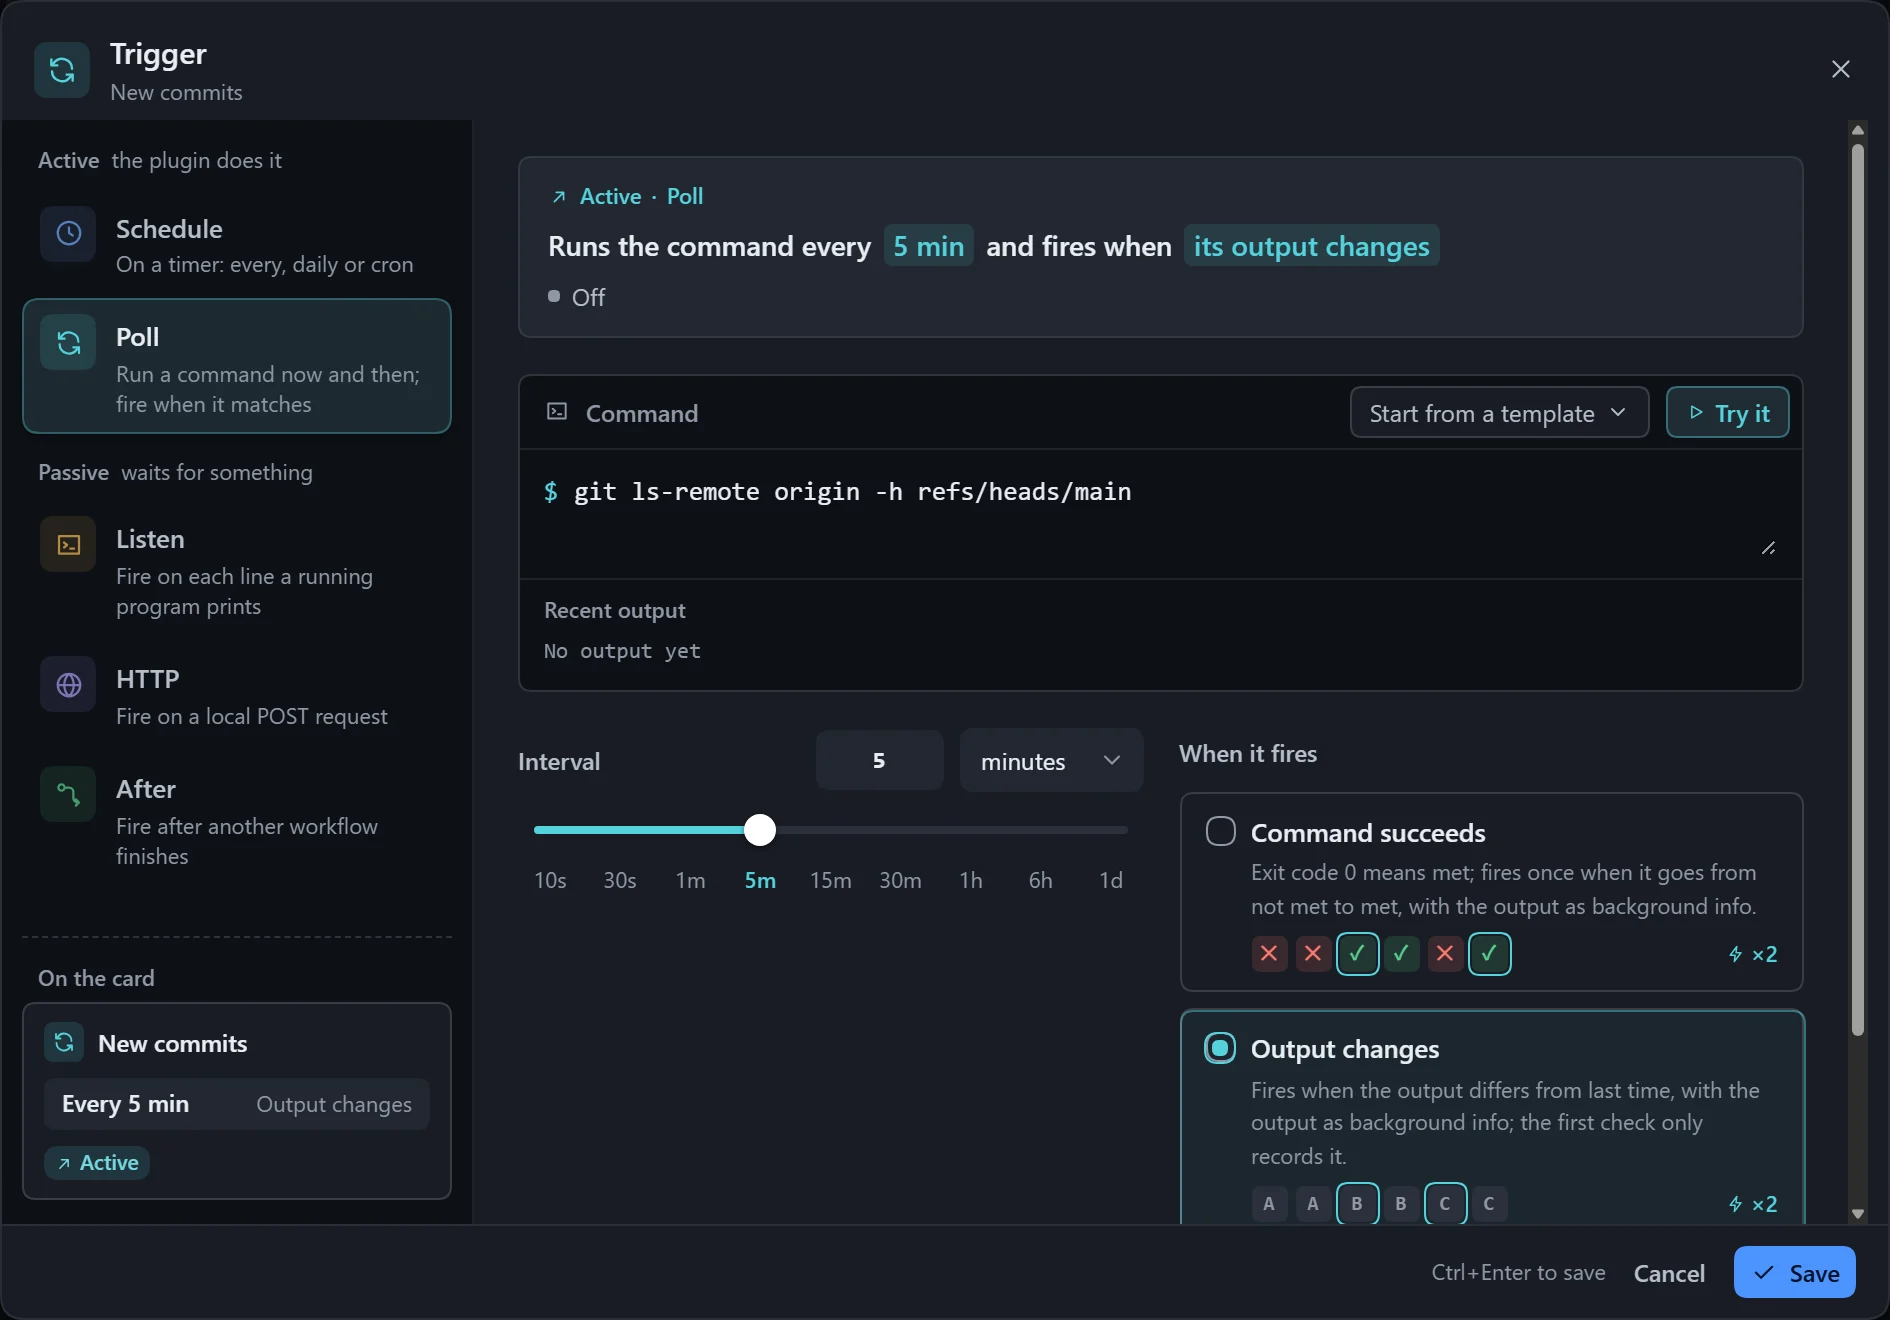 Trigger
New commits
Active the plugin does it
Schedule
On a timer: every, daily or cron
Poll
Run a command now and then;
fire when it matches
Passive waits for something
Listen
Fire on each line a running
program prints
HTTP
Fire on a local POST request
After
Fire after another workflow
finishes
On the card
New commits
Every 5 min Output changes
Active
Active · Poll
Runs the command every 5 min and fires when its output changes
Off
Command Start from a template Try it
$ git ls-remote origin -h refs/heads/main
Recent output
No output yet
Interval 5 minutes
10s 30s 1m 5m 15m 30m 1h 6h 1d
When it fires
Command succeeds
Exit code 0 means met; fires once when it goes from
not met to met, with the output as background info.
×2
Output changes
Fires when the output differs from last time, with the
output as background info; the first check only
records it.
A A B B C C ×2
Ctrl+Enter to save Cancel Save